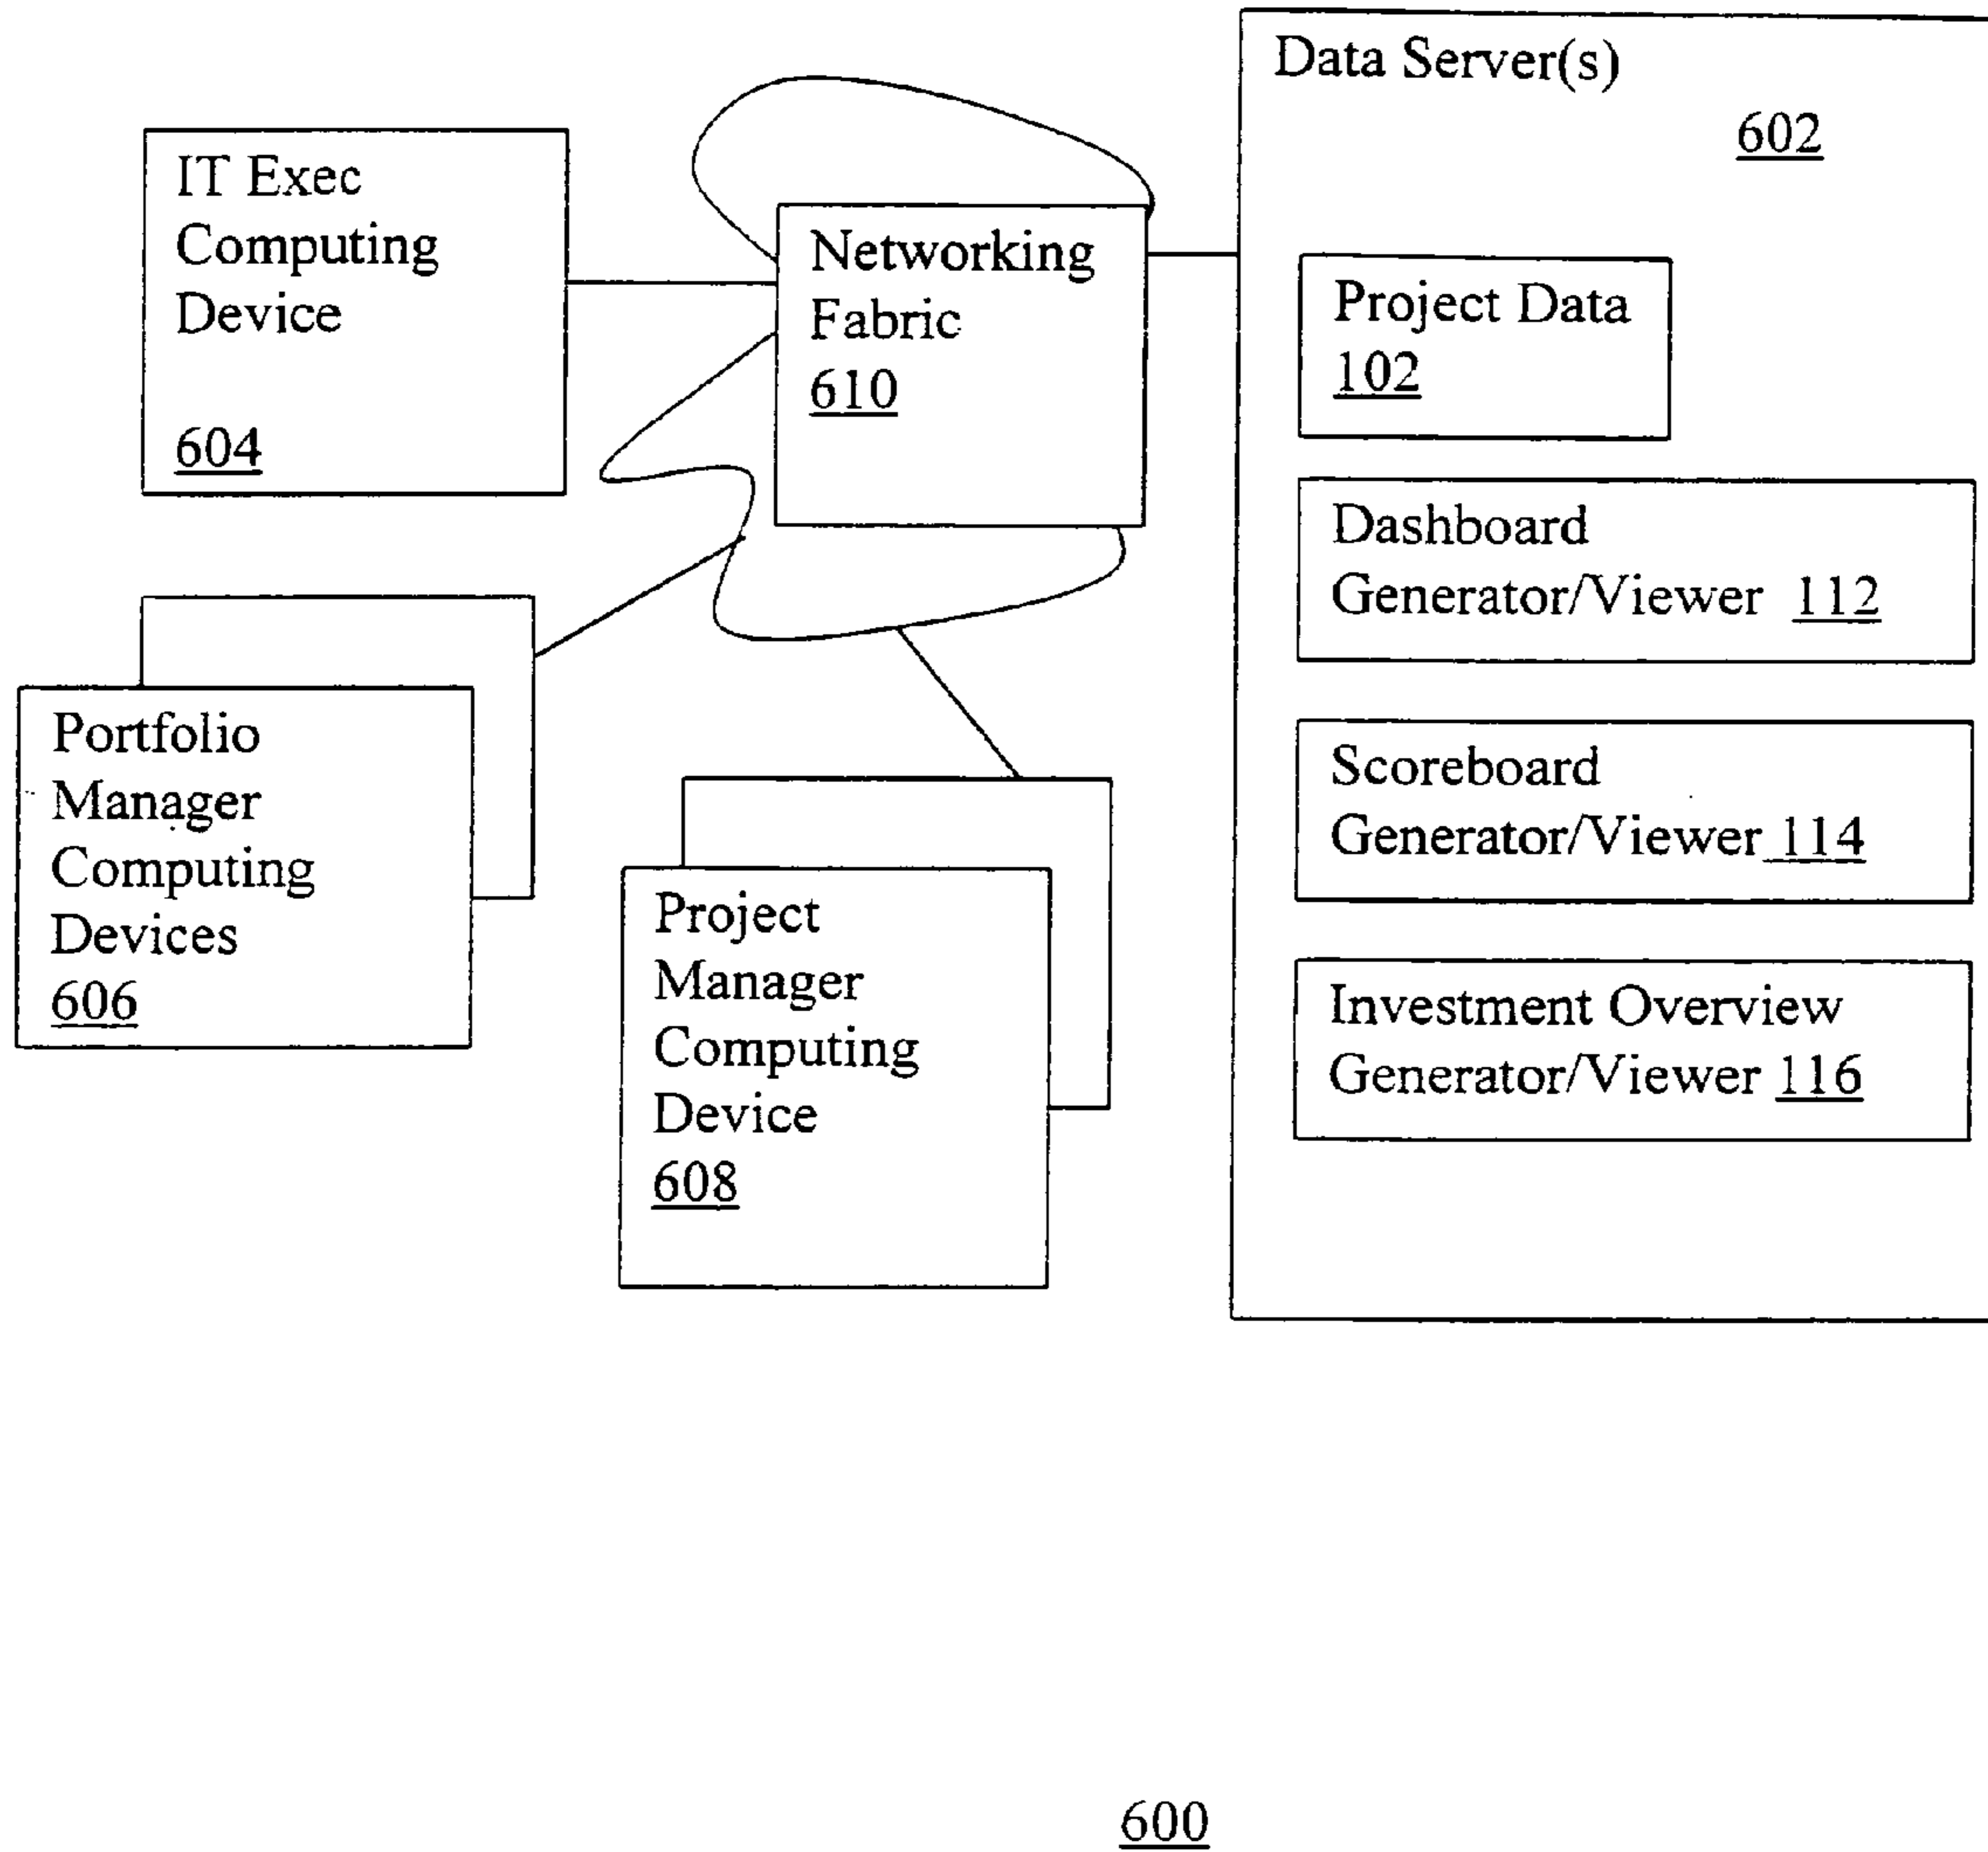 Data Server(s)
602
IT Exec
Computing
Device
604
Networking
Fabric
610
Project Data
102
Dashboard
Generator/Viewer 112
Scoreboard
Generator/Viewer 114
Investment Overview
Generator/Viewer 116
Portfolio
Manager
Computing
Devices
606
Project
Manager
Computing
Device
608
600